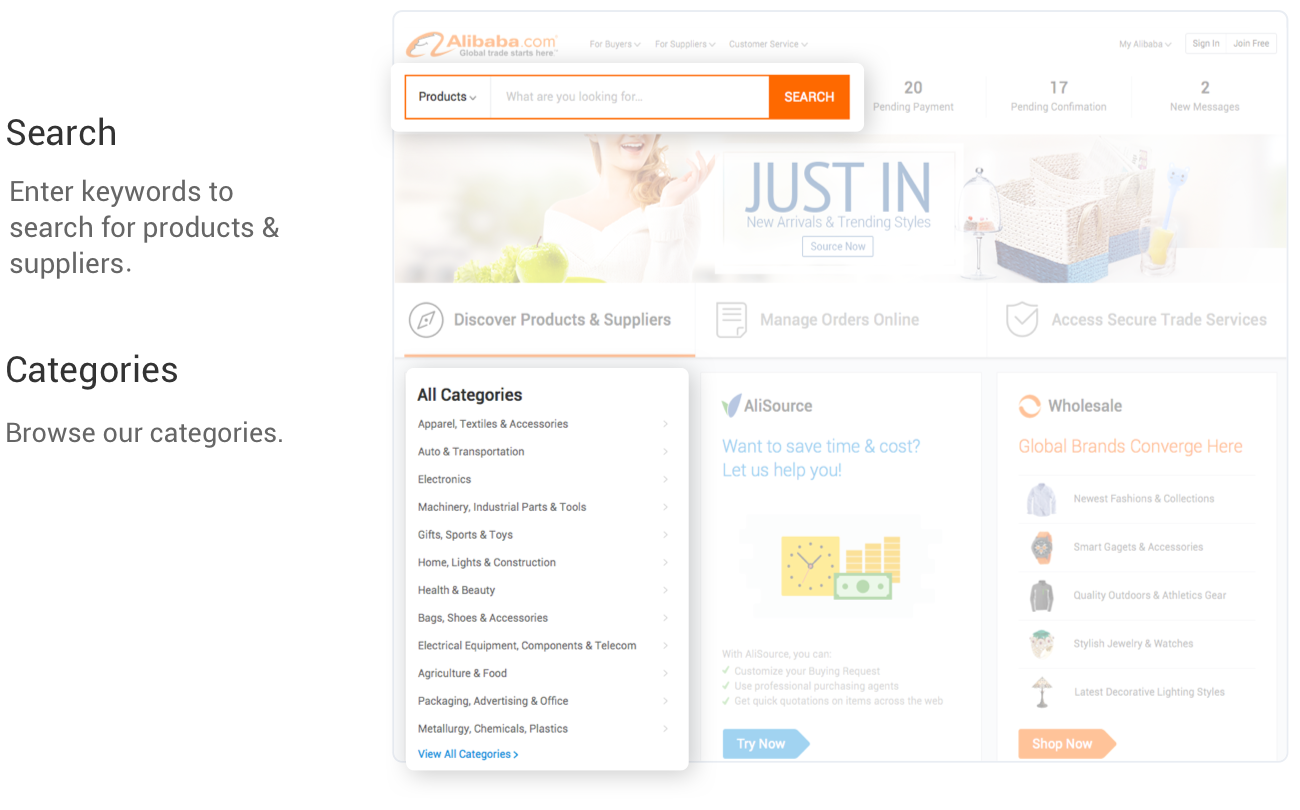 Search
Enter keywords to
search for products &
suppliers.
Categories
Browse our categories.
Alibaba.com
Global trade starts here™
For Buyers
For Suppliers
Customer Service
My Alibaba
Sign In
Join Free
Products
What are you looking for...
SEARCH
20
Pending Payment
17
Pending Confimation
2
New Messages
JUST IN
New Arrivals & Trending Styles
Source Now
Discover Products & Suppliers
Manage Orders Online
Access Secure Trade Services
All Categories
Apparel, Textiles & Accessories
Auto & Transportation
Electronics
Machinery, Industrial Parts & Tools
Gifts, Sports & Toys
Home, Lights & Construction
Health & Beauty
Bags, Shoes & Accessories
Electrical Equipment, Components & Telecom
Agriculture & Food
Packaging, Advertising & Office
Metallurgy, Chemicals, Plastics
View All Categories >
AliSource
Want to save time & cost?
Let us help you!
With AliSource, you can:
✓ Customize your Buying Request
✓ Use professional purchasing agents
✓ Get quick quotations on items across the web
Try Now
Wholesale
Global Brands Converge Here
Newest Fashions & Collections
Smart Gagets & Accessories
Quality Outdoors & Athletics Gear
Stylish Jewelry & Watches
Latest Decorative Lighting Styles
Shop Now